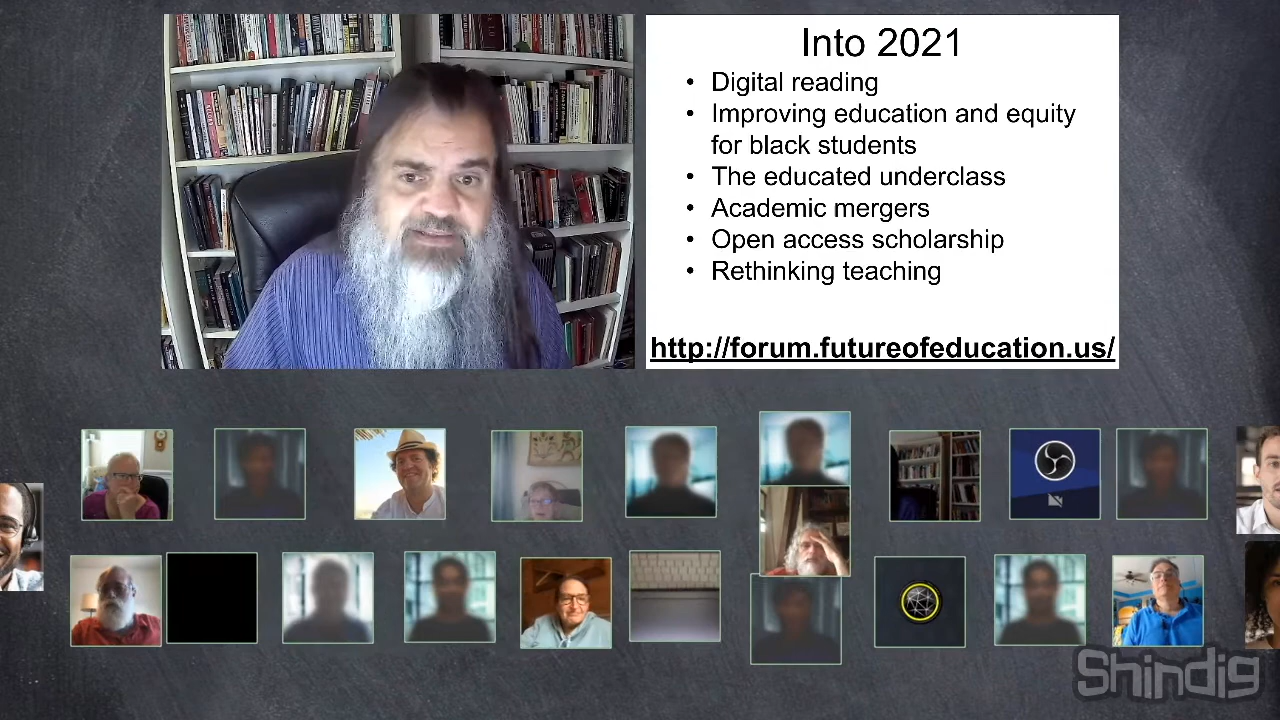 Into 2021
• Digital reading
• Improving education and equity
for black students
• The educated underclass
• Academic mergers
• Open access scholarship
• Rethinking teaching
http://forum.futureofeducation.us/
Shindig